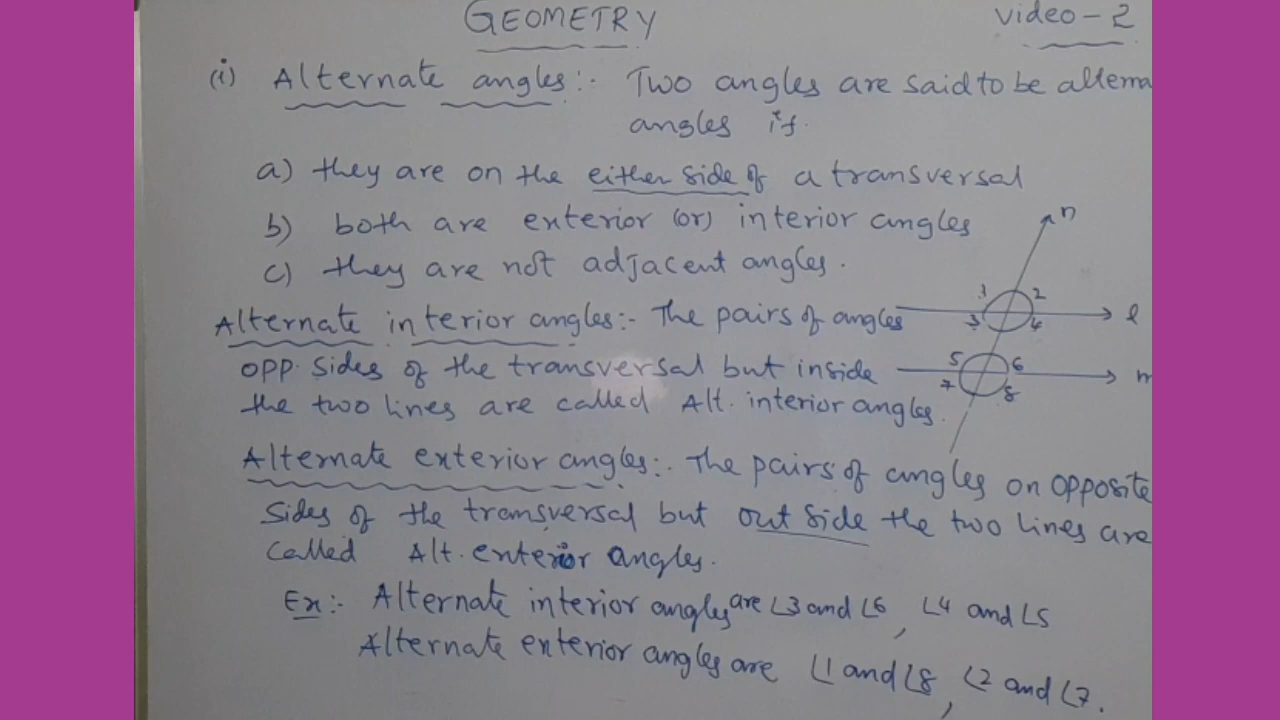 GEOMETRY
video-2
(i) Alternate angles:- Two angles are said to be alterna
angles if.
a) they are on the either side of a transversal
b) both are exterior (or) interior angles
c) they are not adjacent angles.
n
1 2
3 4
l
Alternate interior angles:- The pairs of angles
opp. sides of the transversal but inside
5 6
7 8
m
the two lines are called Alt. interior angles.
Alternate exterior angles:. The pairs of angles on opposite
sides of the transversal but outside the two lines are
called Alt. exterior angles.
Ex:- Alternate interior angles are ∠3 and ∠6, ∠4 and ∠5
Alternate exterior angles are ∠1 and ∠8, ∠2 and ∠7.